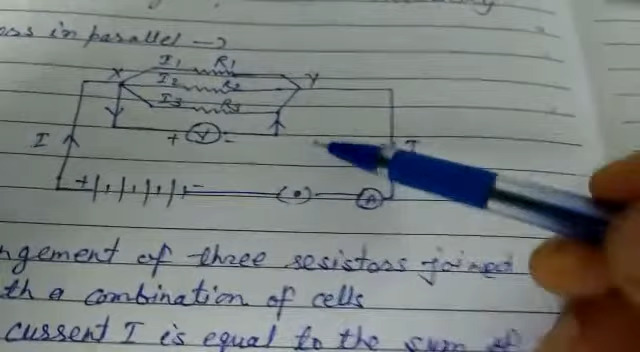 in parallel →
I1 R1
X I2 R2 Y
I3 R3
I + V - I
+ - A
ngement of three resistors joined
th a combination of cells
current I is equal to the sum of